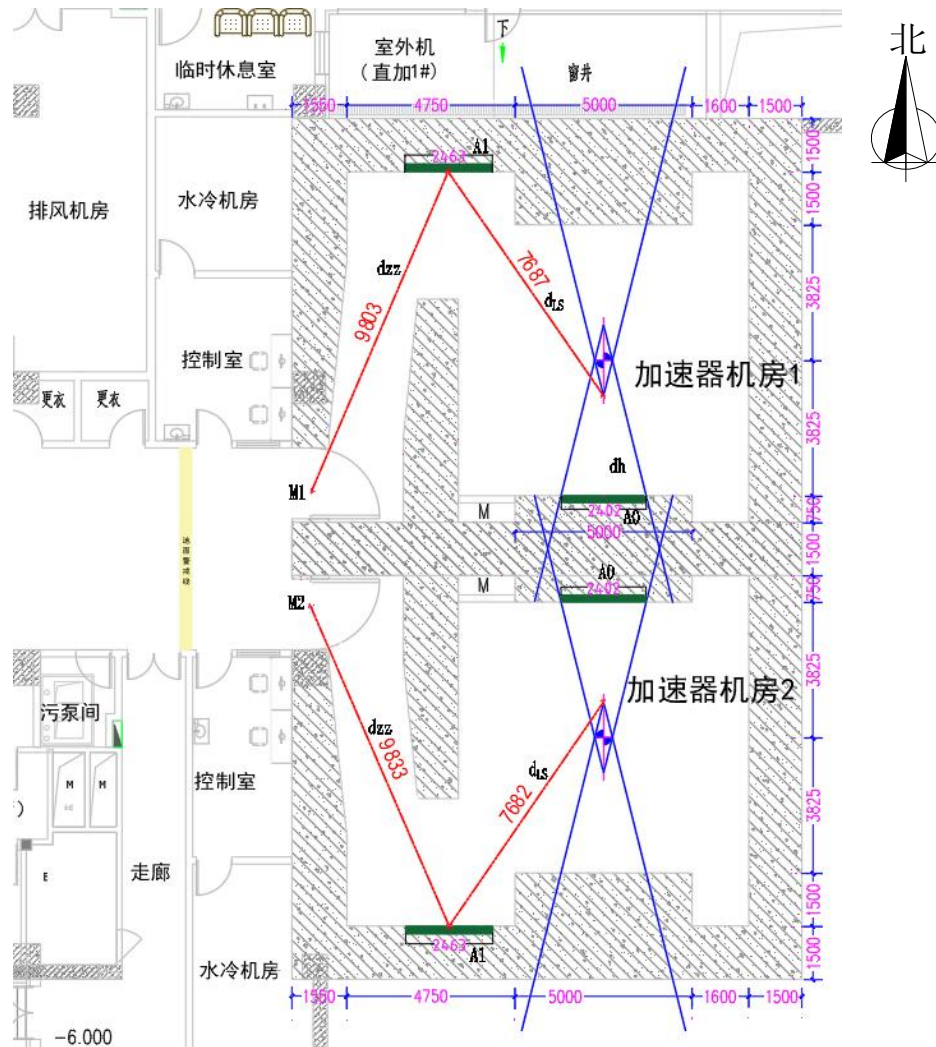 北
下
室外机
(直加1#)
窗井
临时休息室
1550
4750
5000
1600
1500
A1
2463
1500
排风机房
水冷机房
1500
dzz
9803
7687
dLS
3825
控制室
加速器机房1
更衣
更衣
3825
dh
M1
M
2402
A0
5000
750
1500
A0
2402
M
750
M2
加速器机房2
3825
污泵间
dzz
9833
dLS
7682
M
M
控制室
)
3825
走廊
E
1500
2463
A1
水冷机房
1500
1550
4750
5000
1600
1500
-6.000